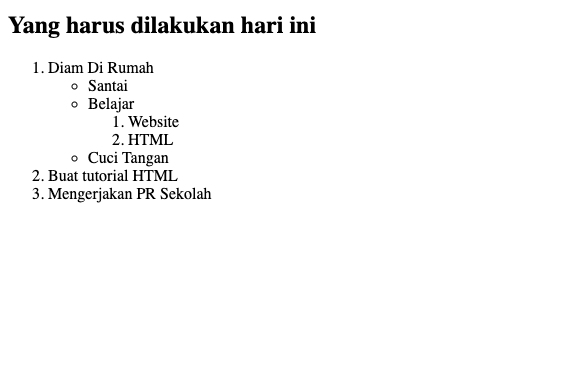 Yang harus dilakukan hari ini
1. Diam Di Rumah
◦ Santai
◦ Belajar
1. Website
2. HTML
◦ Cuci Tangan
2. Buat tutorial HTML
3. Mengerjakan PR Sekolah